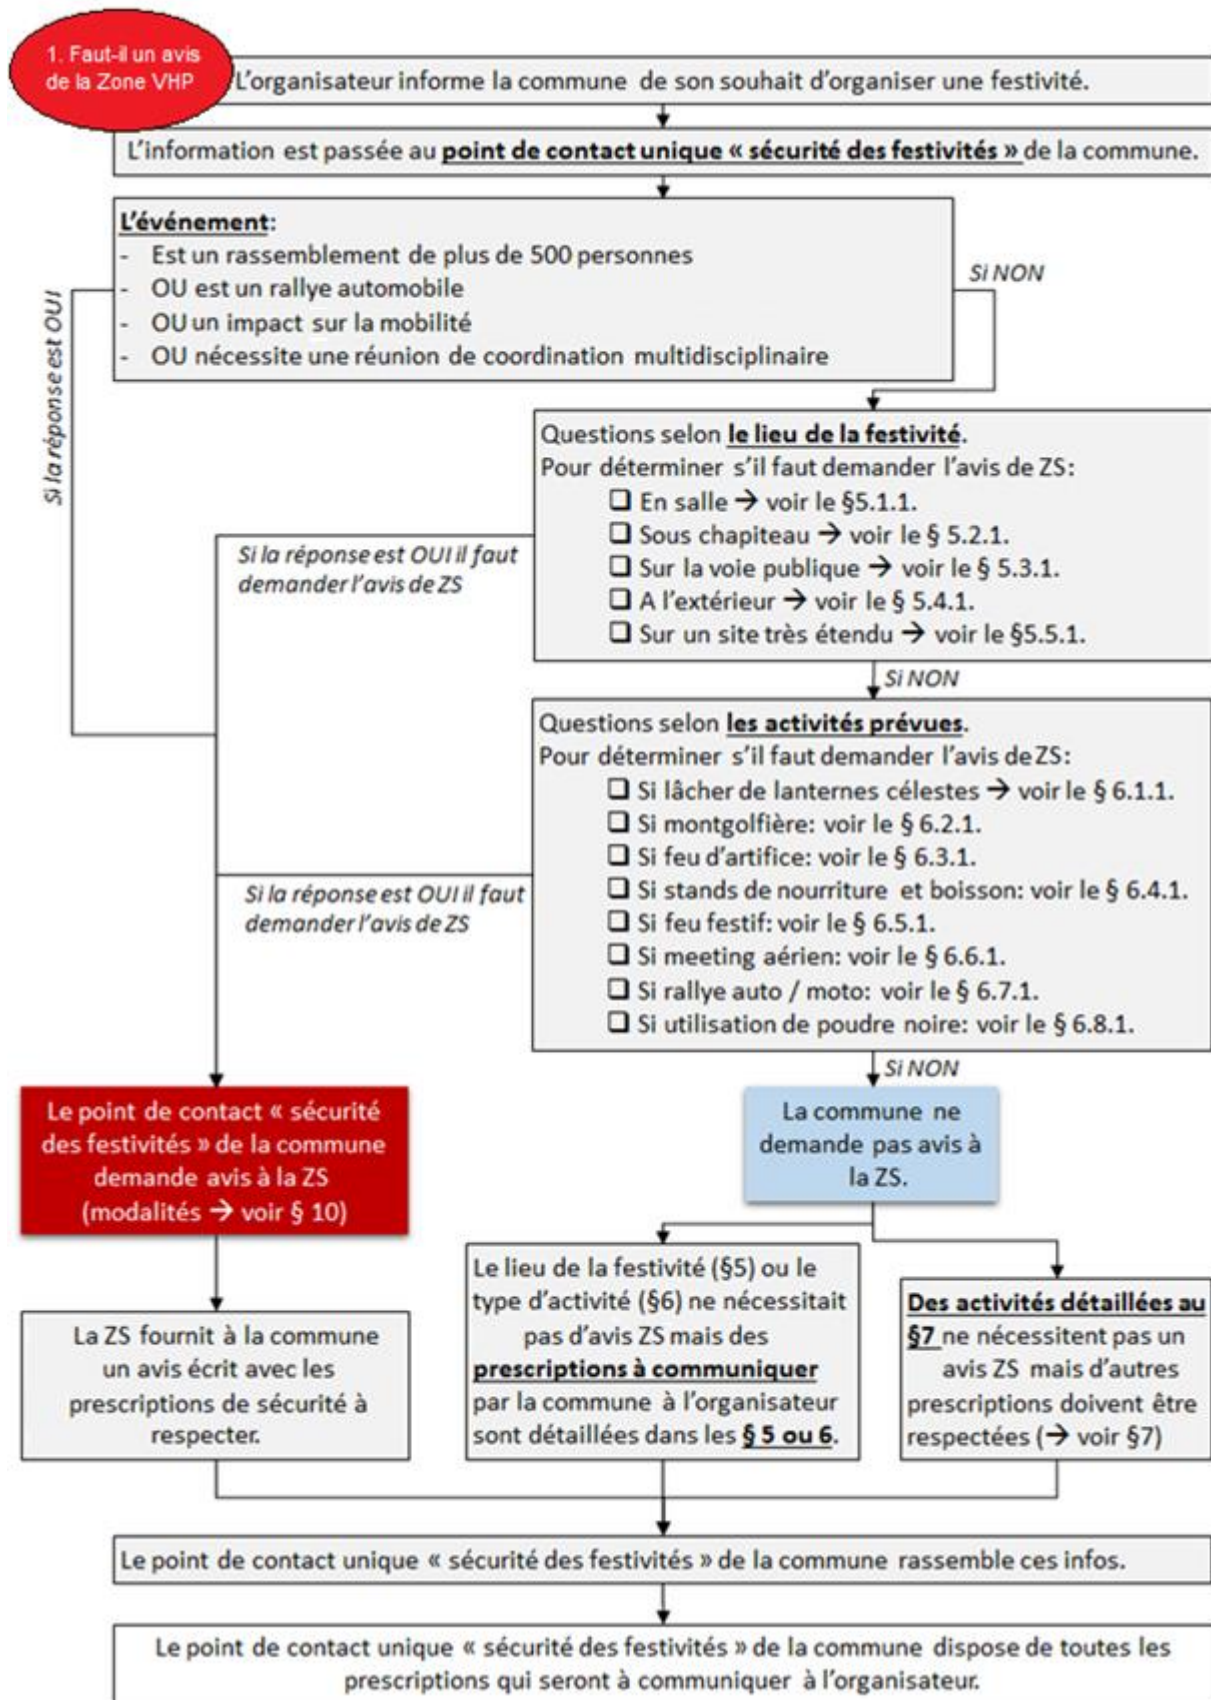 1. Faut-il un avis
de la Zone VHP
L'organisateur informe la commune de son souhait d'organiser une festivité.
L'information est passée au point de contact unique « sécurité des festivités » de la commune.
L'événement:
- Est un rassemblement de plus de 500 personnes
- OU est un rallye automobile
- OU un impact sur la mobilité
- OU nécessite une réunion de coordination multidisciplinaire
Si la réponse est OUI
Si NON
Questions selon le lieu de la festivité.
Pour déterminer s'il faut demander l'avis de ZS:
❑ En salle → voir le §5.1.1.
❑ Sous chapiteau → voir le § 5.2.1.
❑ Sur la voie publique → voir le § 5.3.1.
❑ A l'extérieur → voir le § 5.4.1.
❑ Sur un site très étendu → voir le §5.5.1.
Si la réponse est OUI il faut
demander l'avis de ZS
Si NON
Questions selon les activités prévues.
Pour déterminer s'il faut demander l'avis de ZS:
❑ Si lâcher de lanternes célestes → voir le § 6.1.1.
❑ Si montgolfière: voir le § 6.2.1.
❑ Si feu d'artifice: voir le § 6.3.1.
❑ Si stands de nourriture et boisson: voir le § 6.4.1.
❑ Si feu festif: voir le § 6.5.1.
❑ Si meeting aérien: voir le § 6.6.1.
❑ Si rallye auto / moto: voir le § 6.7.1.
❑ Si utilisation de poudre noire: voir le § 6.8.1.
Si la réponse est OUI il faut
demander l'avis de ZS
Si NON
Le point de contact « sécurité
des festivités » de la commune
demande avis à la ZS
(modalités → voir § 10)
La commune ne
demande pas avis à
la ZS.
La ZS fournit à la commune
un avis écrit avec les
prescriptions de sécurité à
respecter.
Le lieu de la festivité (§5) ou le
type d'activité (§6) ne nécessitait
pas d'avis ZS mais des
prescriptions à communiquer
par la commune à l'organisateur
sont détaillées dans les § 5 ou 6.
Des activités détaillées au
§7 ne nécessitent pas un
avis ZS mais d'autres
prescriptions doivent être
respectées (→ voir §7)
Le point de contact unique « sécurité des festivités » de la commune rassemble ces infos.
Le point de contact unique « sécurité des festivités » de la commune dispose de toutes les
prescriptions qui seront à communiquer à l'organisateur.